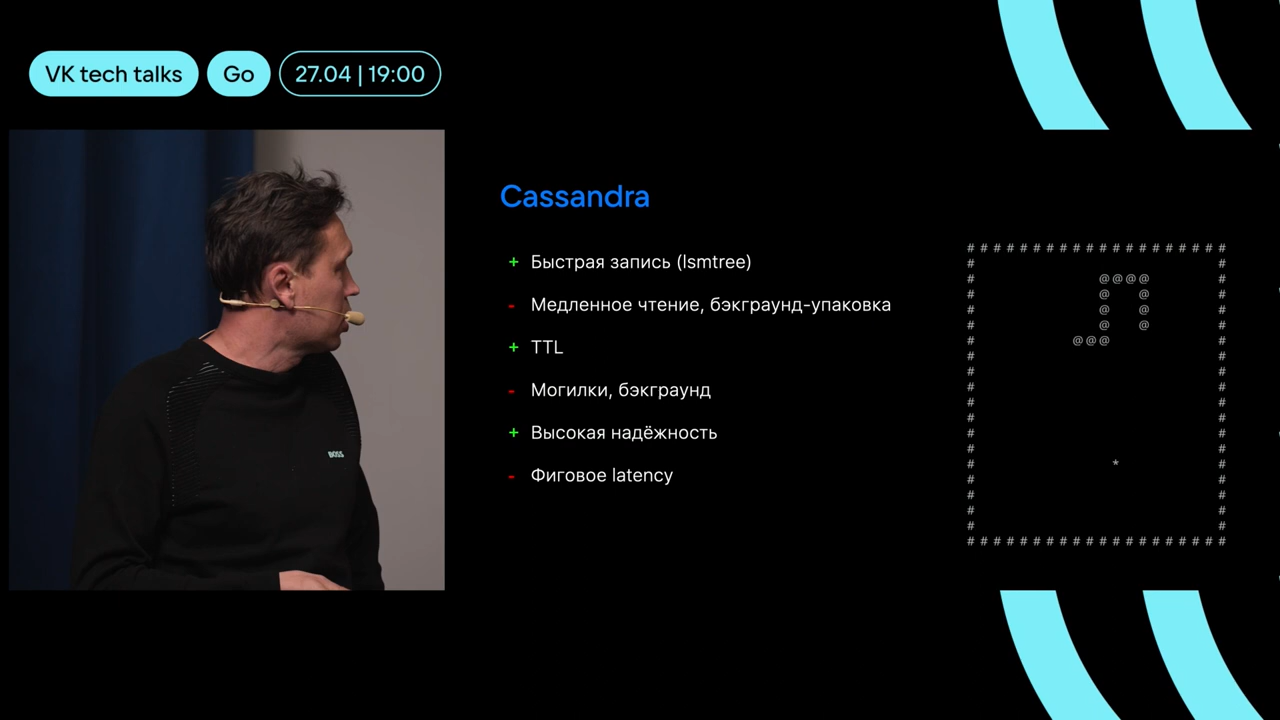 VK tech talks Go 27.04 | 19:00
Cassandra
+ Быстрая запись (lsmtree)
- Медленное чтение, бэкграунд-упаковка
+ TTL
- Могилки, бэкграунд
+ Высокая надёжность
- Фиговое latency
BOSS
# # # # # # # # # # # # # # # # # # # #
# #
# @ @ @ @ #
# @ @ #
# @ @ #
# @ @ #
# @ @ @ #
# #
# #
# #
# #
# #
# #
# #
# * #
# #
# #
# #
# #
# # # # # # # # # # # # # # # # # # # #